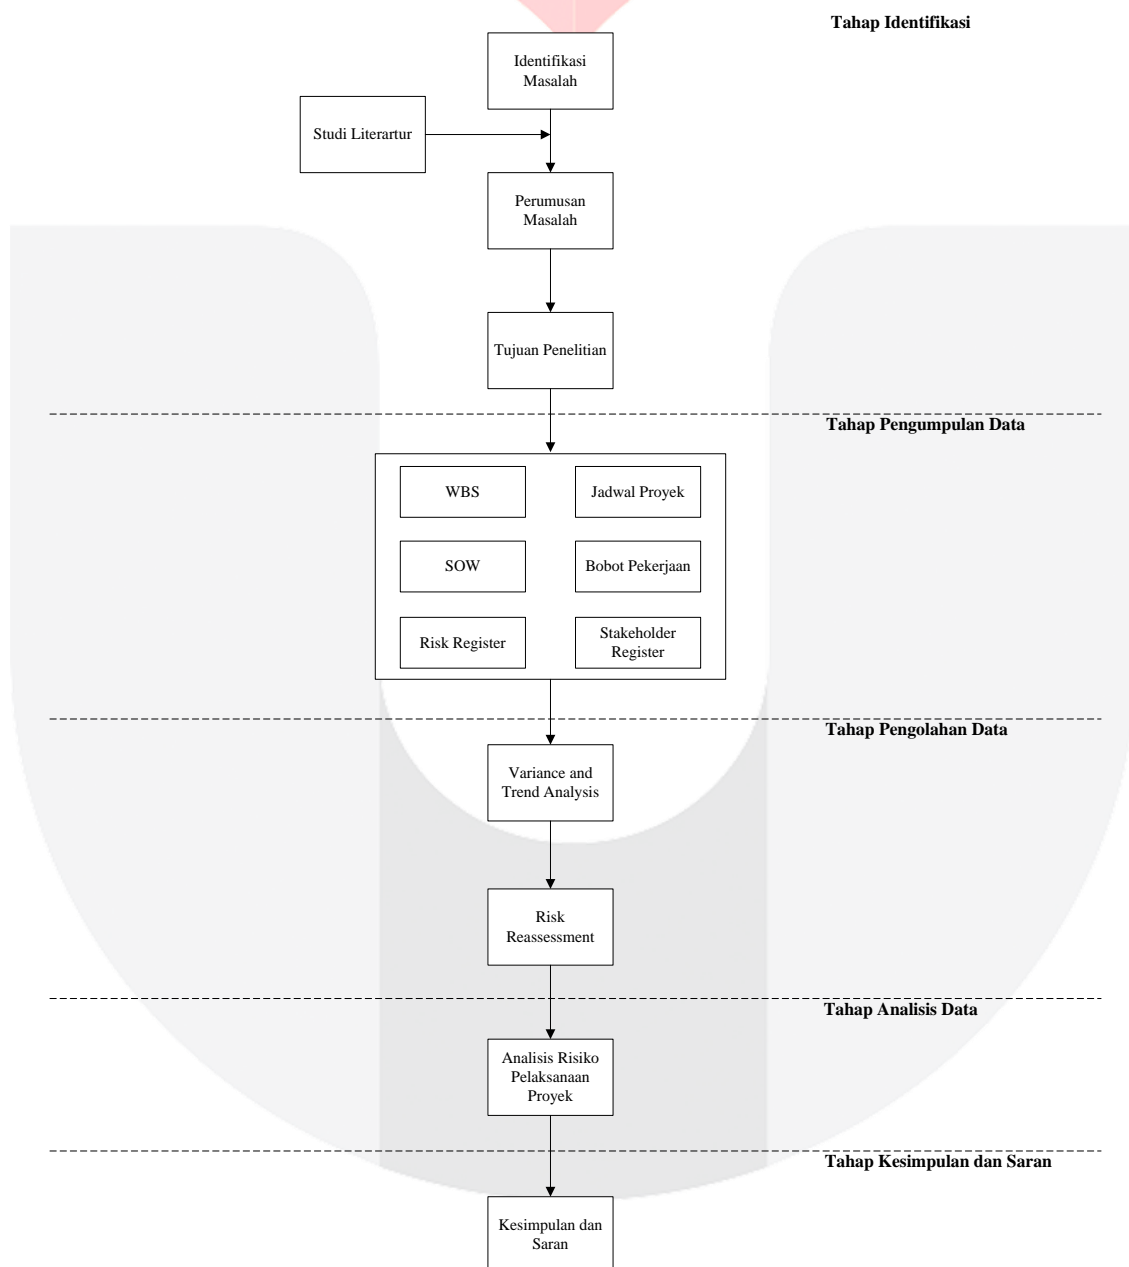 Tahap Identifikasi
Identifikasi
Masalah
Studi Literartur
Perumusan
Masalah
Tujuan Penelitian
Tahap Pengumpulan Data
WBS
Jadwal Proyek
SOW
Bobot Pekerjaan
Risk Register
Stakeholder
Register
Tahap Pengolahan Data
Variance and
Trend Analysis
Risk
Reassessment
Tahap Analisis Data
Analisis Risiko
Pelaksanaan
Proyek
Tahap Kesimpulan dan Saran
Kesimpulan dan
Saran